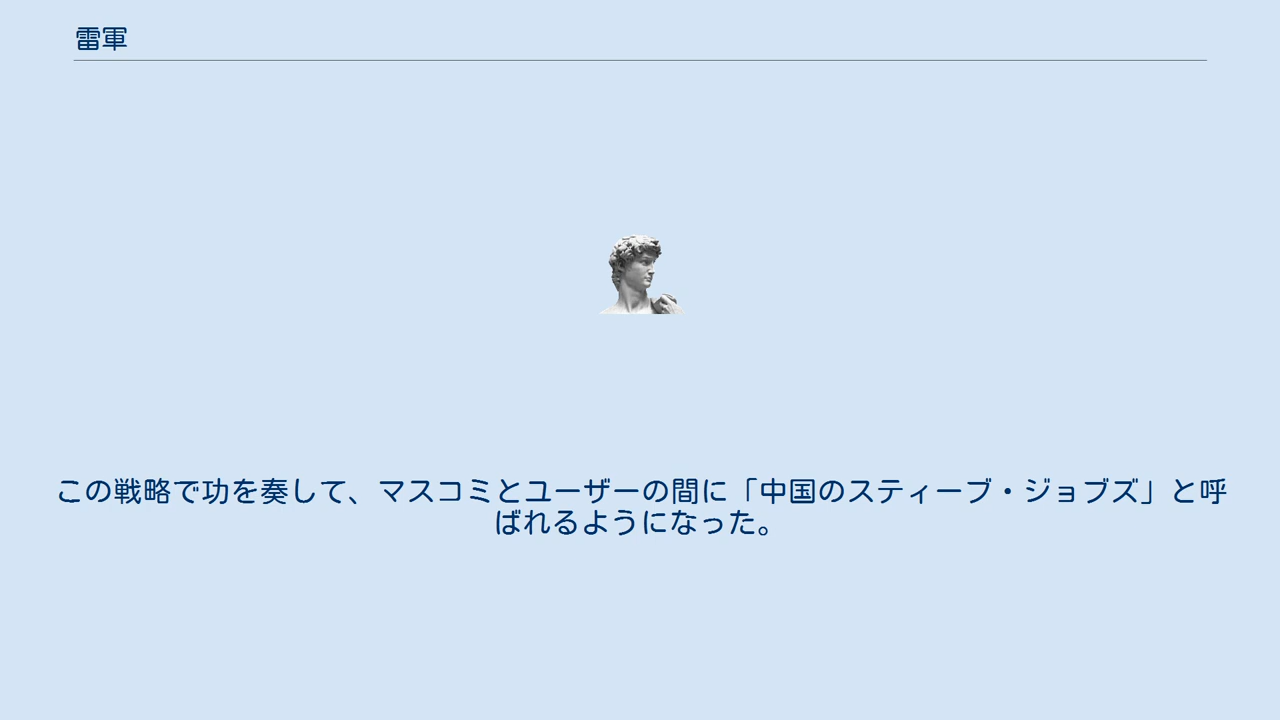 雷軍
この戦略で功を奏して、マスコミとユーザーの間に「中国のスティーブ・ジョブズ」と呼
ばれるようになった。